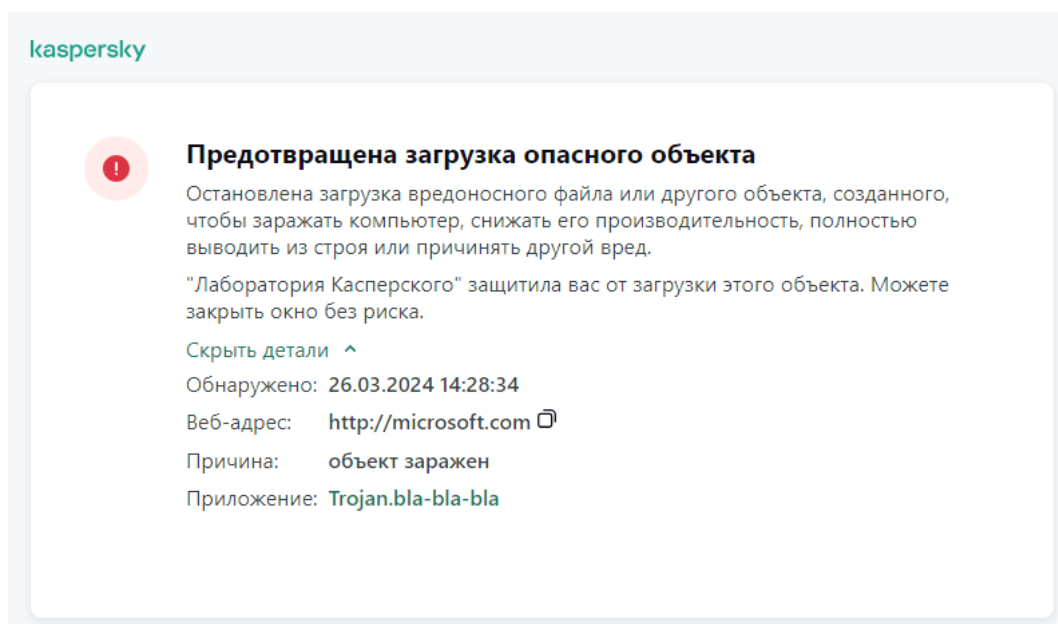 kaspersky
Предотвращена загрузка опасного объекта
Остановлена загрузка вредоносного файла или другого объекта, созданного,
чтобы заражать компьютер, снижать его производительность, полностью
выводить из строя или причинять другой вред.
"Лаборатория Касперского" защитила вас от загрузки этого объекта. Можете
закрыть окно без риска.
Скрыть детали
Обнаружено: 26.03.2024 14:28:34
Веб-адрес: http://microsoft.com
Причина: объект заражен
Приложение: Trojan.bla-bla-bla